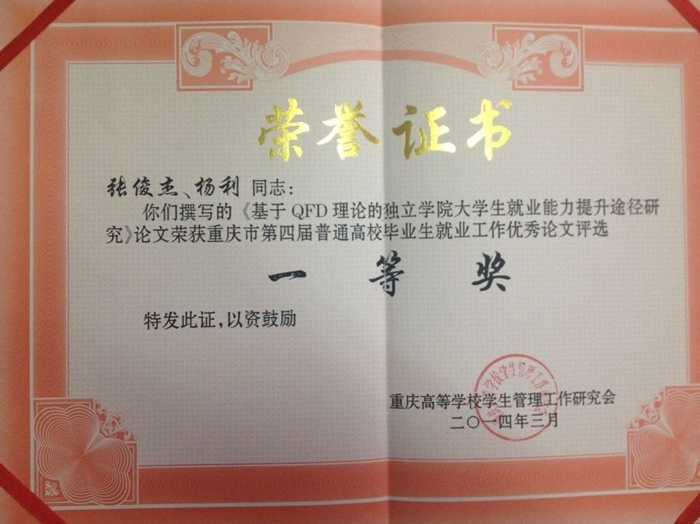 荣誉证书
张俊杰、杨利 同志：
你们撰写的《基于 QFD 理论的独立学院大学生就业能力提升途径研
究》论文荣获重庆市第四届普通高校毕业生就业工作优秀论文评选
一等奖
特发此证，以资鼓励
重庆高等学校学生管理工作研究会
二〇一四年三月